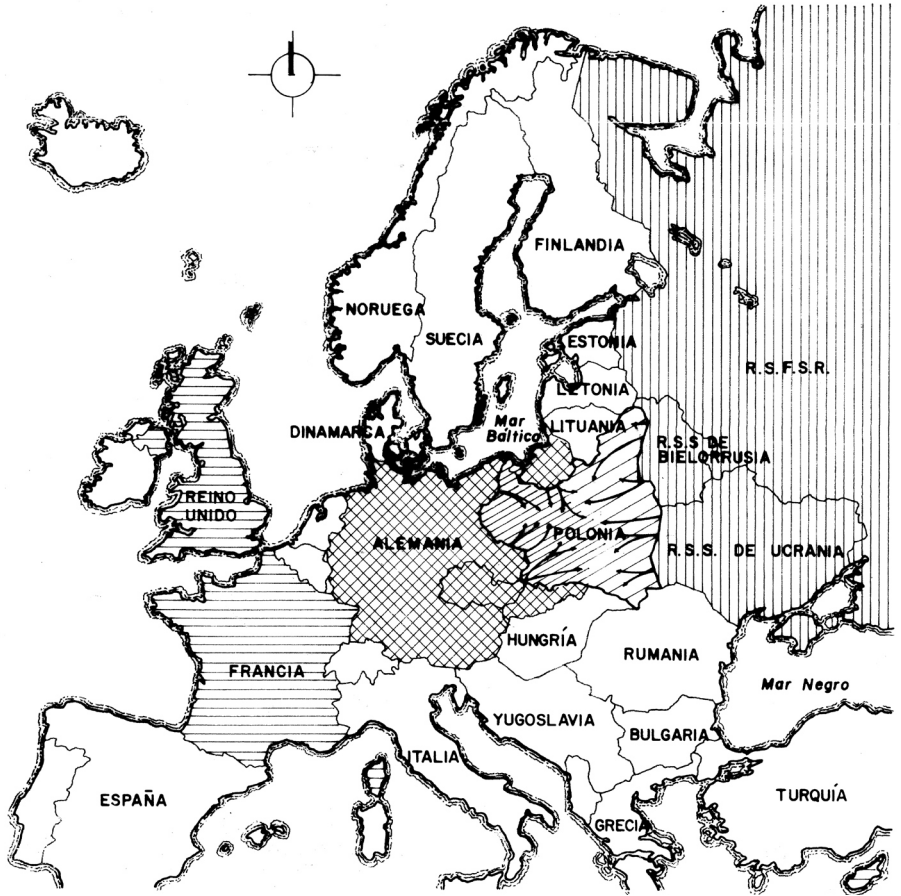 FINLANDIA
NORUEGA
SUECIA
ESTONIA
R.S.F.S.R.
LETONIA
Mar
Báltico
LITUANIA
DINAMARCA
R.S.S DE
BIELORRUSIA
REINO
UNIDO
ALEMANIA
POLONIA
R.S.S. DE UCRANIA
HUNGRÍA
RUMANIA
FRANCIA
Mar Negro
YUGOSLAVIA
BULGARIA
ITALIA
ESPAÑA
TURQUÍA
GRECIA